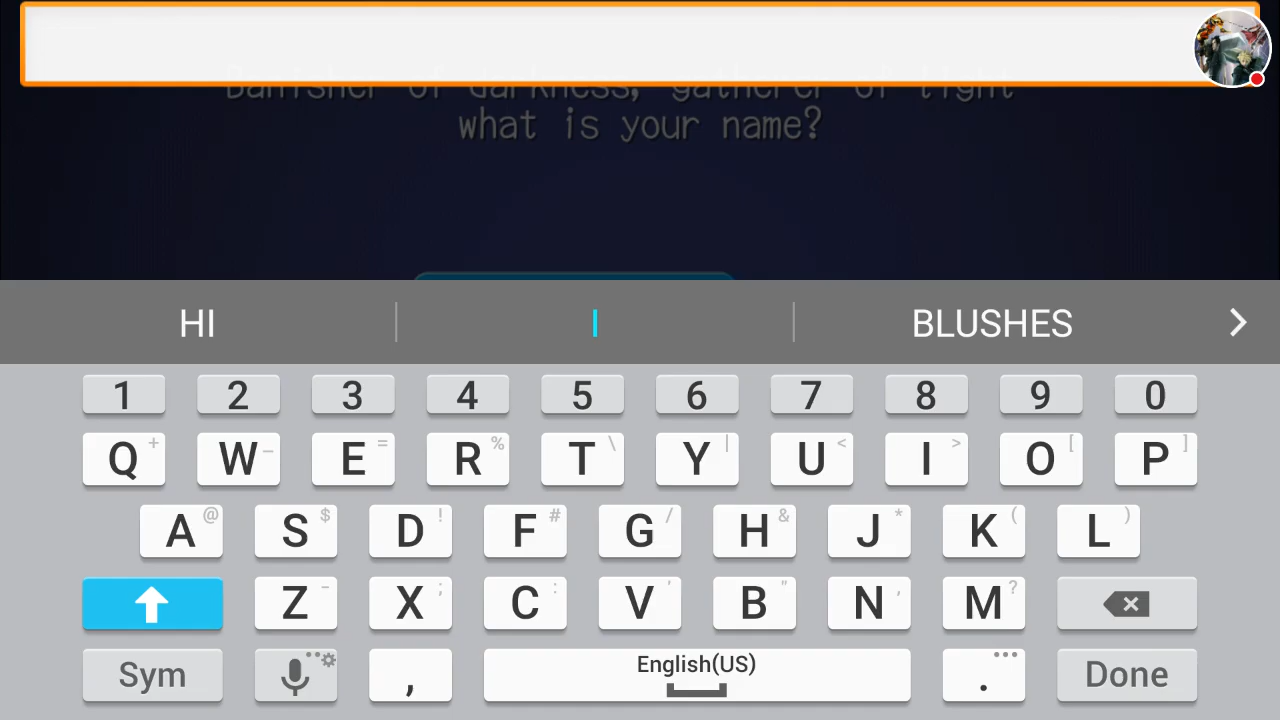 Banisher of darkness, gatherer of light
what is your name?
HI I BLUSHES
1 2 3 4 5 6 7 8 9 0
Q + W – E = R % T \ Y | U < I > O [ P ]
A @ S $ D ! F # G / H & J * K ( L )
Z - X ; C : V ' B " N , M ?
Sym , English(US) . Done